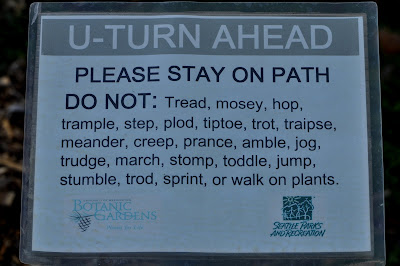 U-TURN AHEAD
PLEASE STAY ON PATH
DO NOT: Tread, mosey, hop,
trample, step, plod, tiptoe, trot, traipse,
meander, creep, prance, amble, jog,
trudge, march, stomp, toddle, jump,
stumble, trod, sprint, or walk on plants.
BOTANIC
GARDENS
SEATTLE PARKS
AND RECREATION